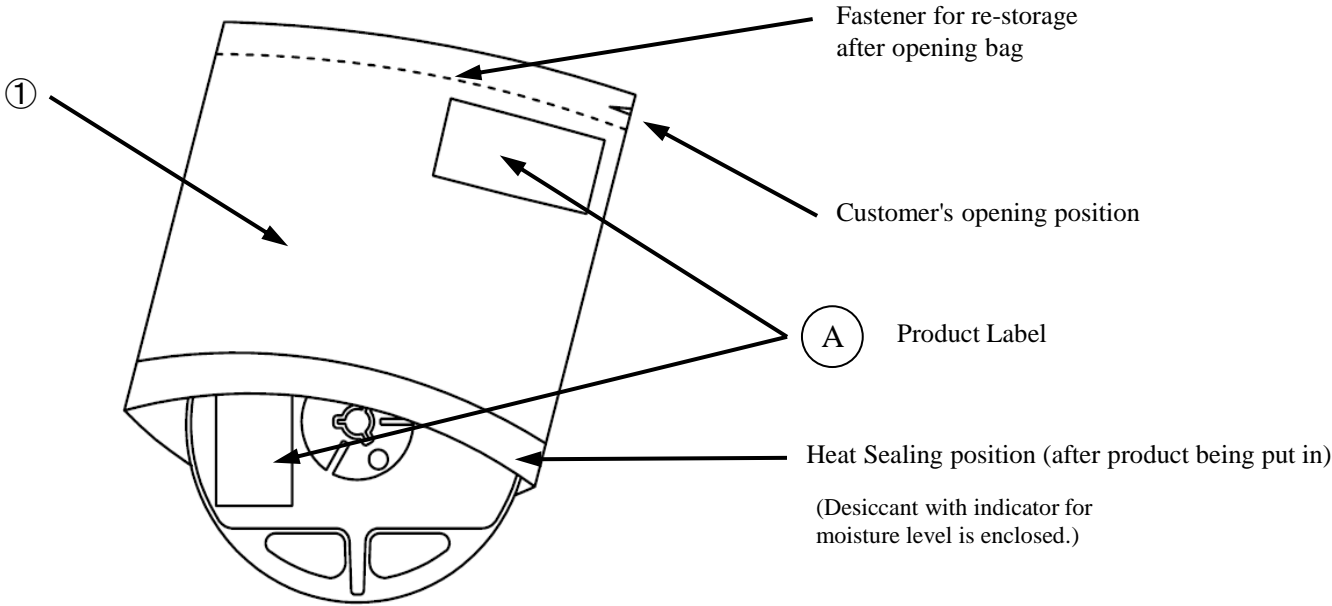 Fastener for re-storage
after opening bag
①
Customer's opening position
A Product Label
Heat Sealing position (after product being put in)
(Desiccant with indicator for
moisture level is enclosed.)